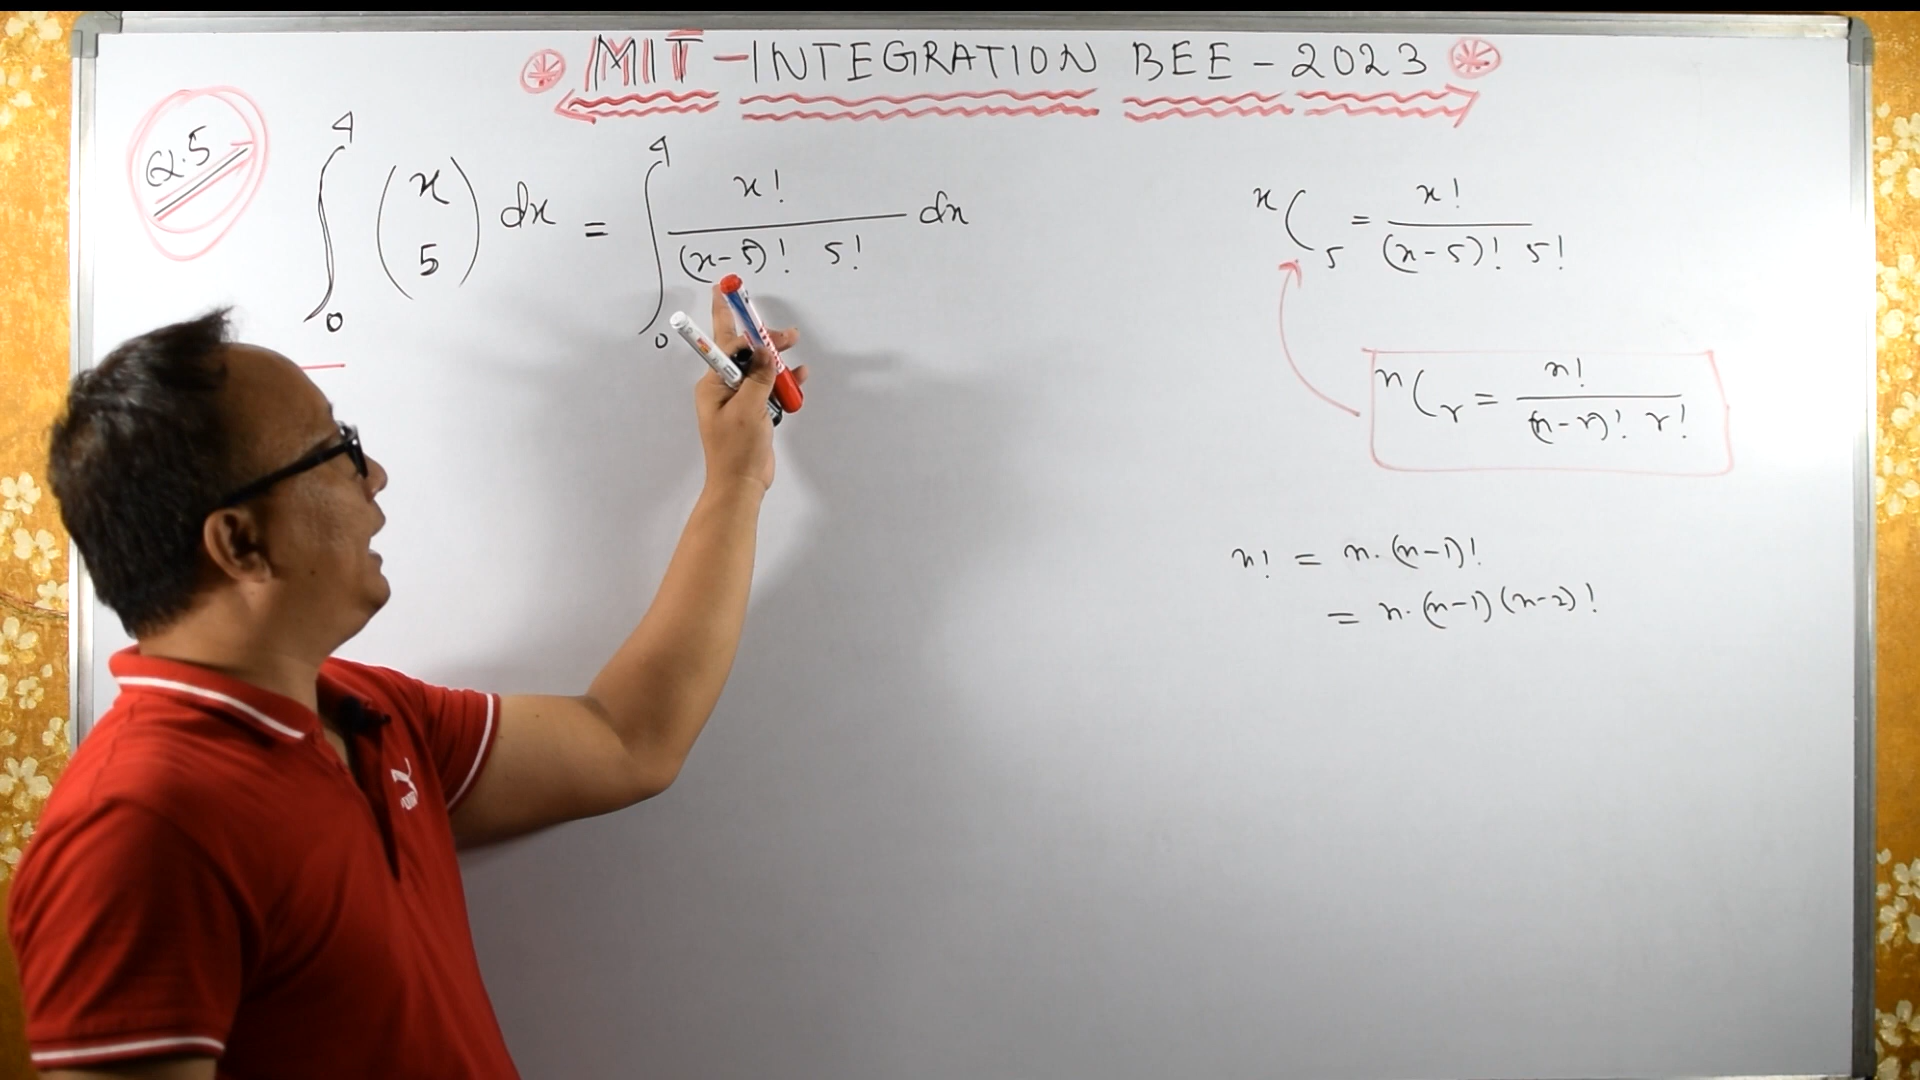 MIT - INTEGRATION BEE - 2023
Q.5
∫₀⁴ (x 5) dx = ∫₀⁴ x! / (x-5)! 5! dx
ˣC₅ = x! / (x-5)! 5!
ⁿCᵣ = n! / (n-r)! r!
n! = n.(n-1)!
= n.(n-1)(n-2)!